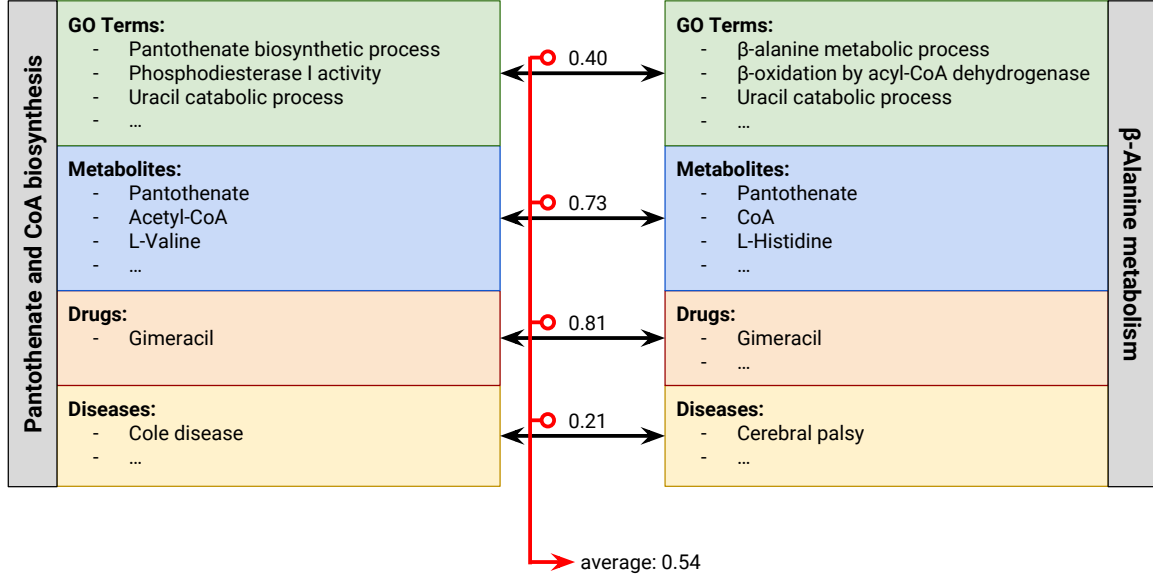 Pantothenate and CoA biosynthesis
GO Terms:
- Pantothenate biosynthetic process
- Phosphodiesterase I activity
- Uracil catabolic process
- …
Metabolites:
- Pantothenate
- Acetyl-CoA
- L-Valine
- …
Drugs:
- Gimeracil
Diseases:
- Cole disease
- …
0.40
0.73
0.81
0.21
average: 0.54
GO Terms:
- β-alanine metabolic process
- β-oxidation by acyl-CoA dehydrogenase
- Uracil catabolic process
- …
Metabolites:
- Pantothenate
- CoA
- L-Histidine
- …
Drugs:
- Gimeracil
- …
Diseases:
- Cerebral palsy
- …
β-Alanine metabolism